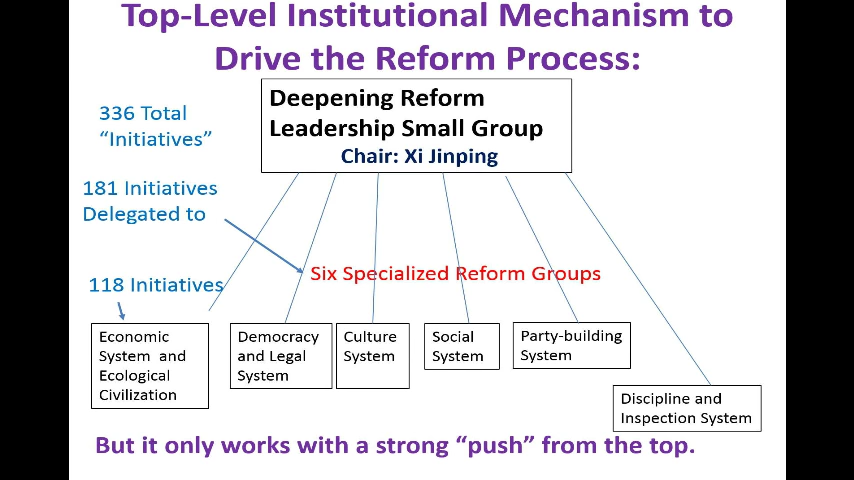 Top-Level Institutional Mechanism to
Drive the Reform Process:
336 Total
“Initiatives”
Deepening Reform
Leadership Small Group
Chair: Xi Jinping
181 Initiatives
Delegated to
Six Specialized Reform Groups
118 Initiatives
Economic
System and
Ecological
Civilization
Democracy
and Legal
System
Culture
System
Social
System
Party-building
System
Discipline and
Inspection System
But it only works with a strong “push” from the top.